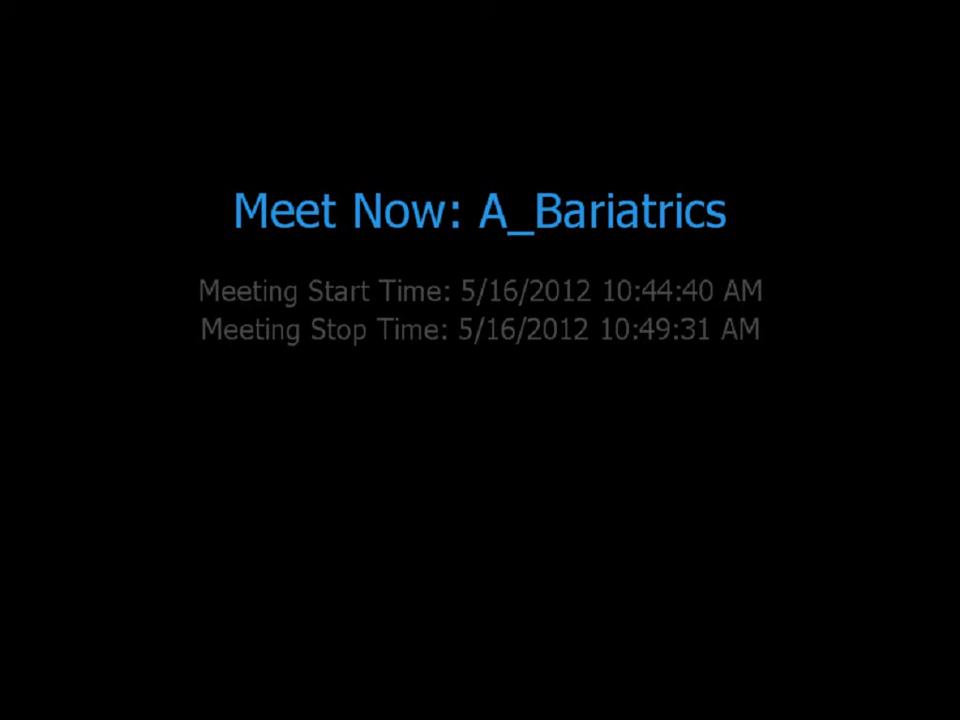 Meet Now: A_Bariatrics
Meeting Start Time: 5/16/2012 10:44:40 AM
Meeting Stop Time: 5/16/2012 10:49:31 AM